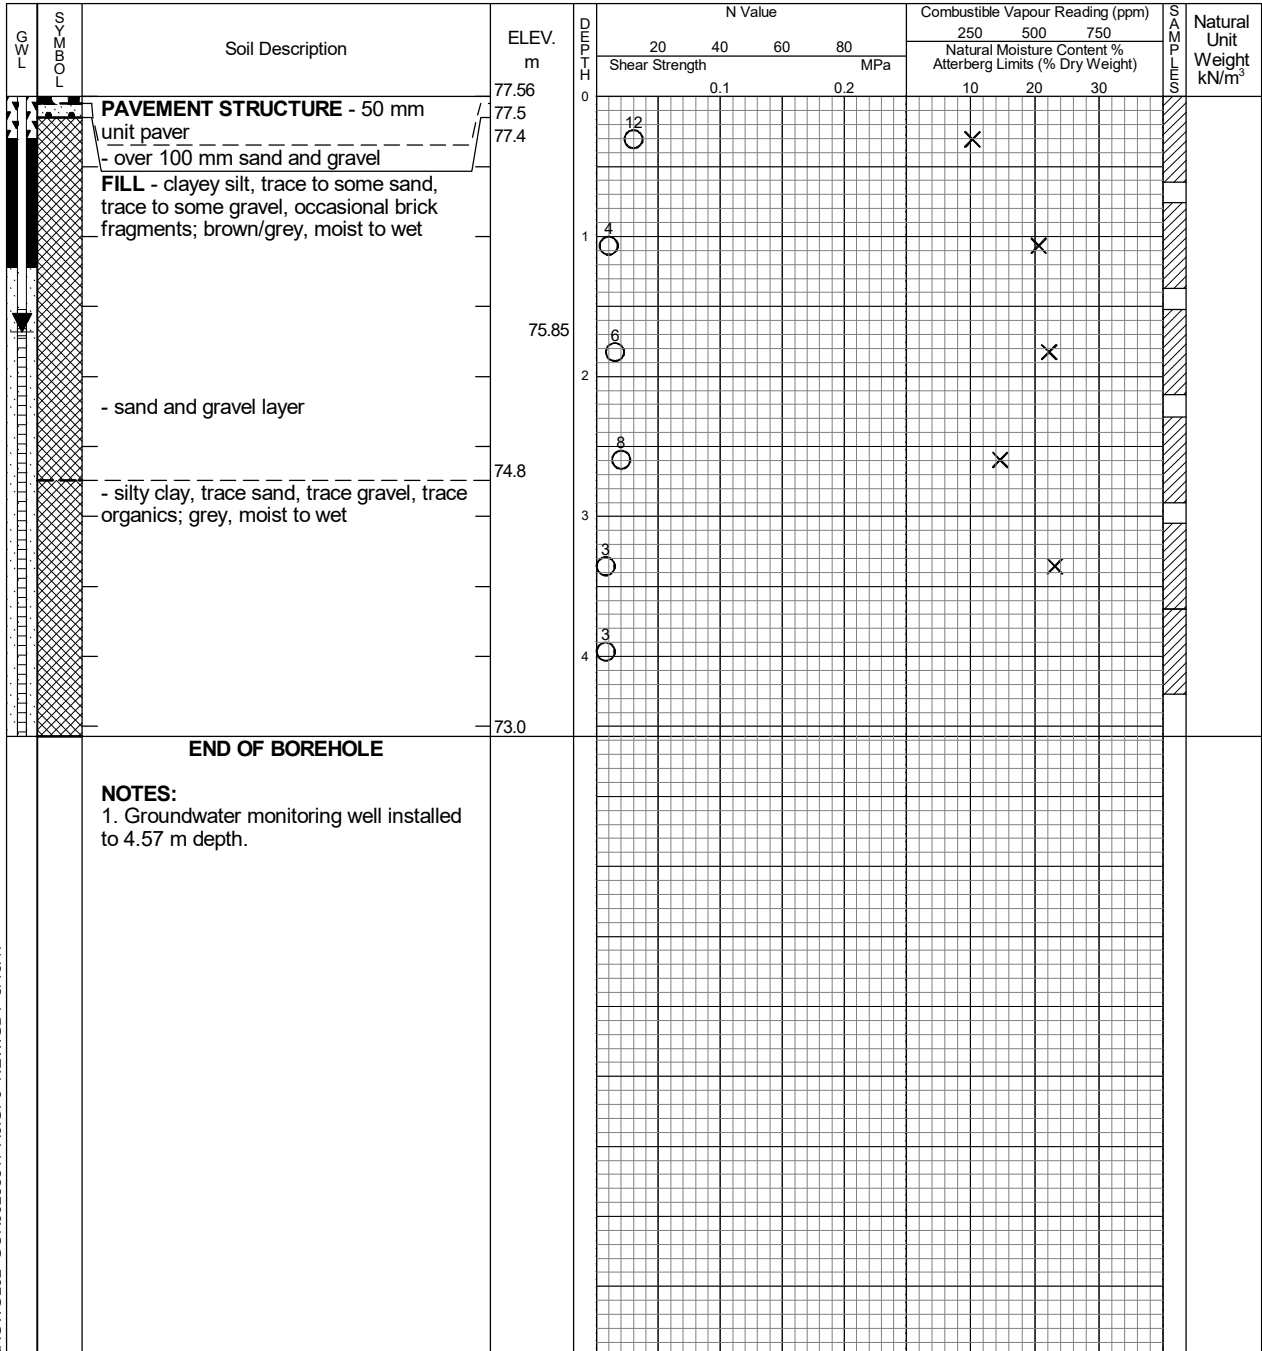 GWL
SYMBOL
Soil Description
ELEV.
m
DEPTH
N Value
20 40 60 80
Shear Strength MPa
0.1 0.2
Combustible Vapour Reading (ppm)
250 500 750
Natural Moisture Content %
Atterberg Limits (% Dry Weight)
10 20 30
SAMPLES
Natural
Unit
Weight
kN/m³
77.56
0
PAVEMENT STRUCTURE - 50 mm
unit paver
77.5
- over 100 mm sand and gravel
77.4
FILL - clayey silt, trace to some sand,
trace to some gravel, occasional brick
fragments; brown/grey, moist to wet
12
1
4
75.85
6
2
- sand and gravel layer
8
74.8
- silty clay, trace sand, trace gravel, trace
organics; grey, moist to wet
3
3
3
4
73.0
END OF BOREHOLE
NOTES:
1. Groundwater monitoring well installed
to 4.57 m depth.